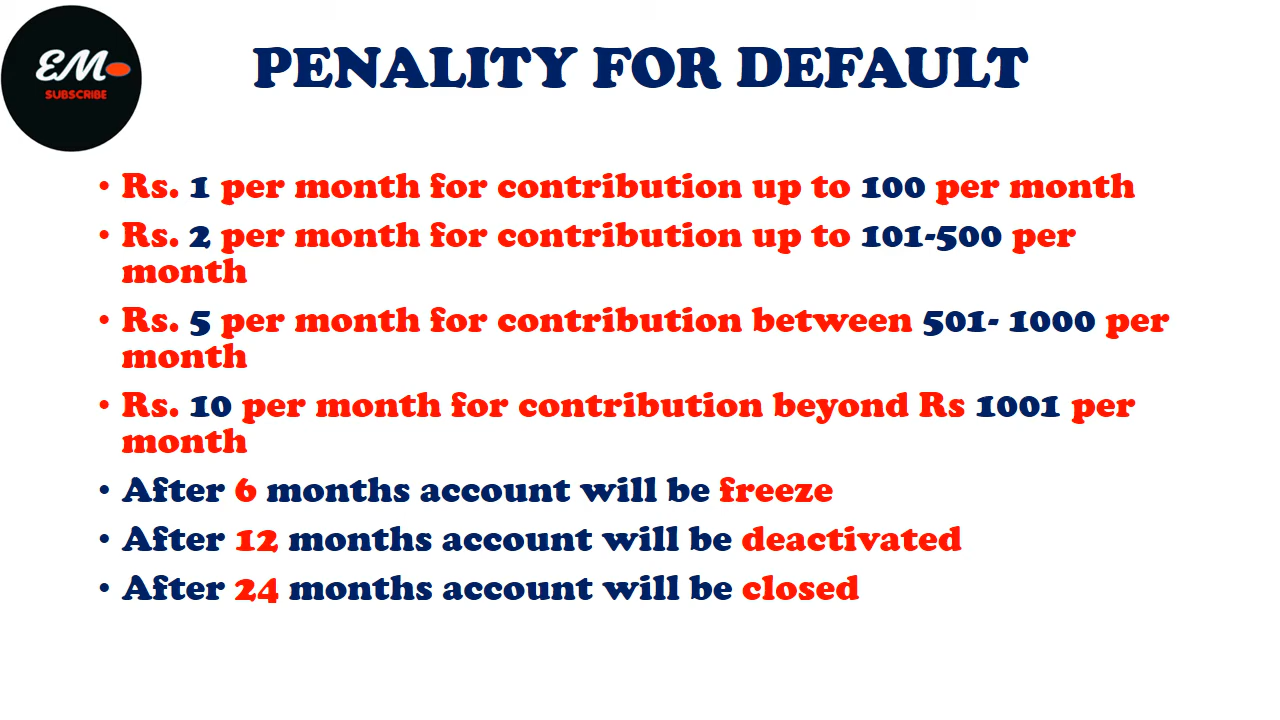 EM
SUBSCRIBE
PENALITY FOR DEFAULT
• Rs. 1 per month for contribution up to 100 per month
• Rs. 2 per month for contribution up to 101-500 per
month
• Rs. 5 per month for contribution between 501- 1000 per
month
• Rs. 10 per month for contribution beyond Rs 1001 per
month
• After 6 months account will be freeze
• After 12 months account will be deactivated
• After 24 months account will be closed